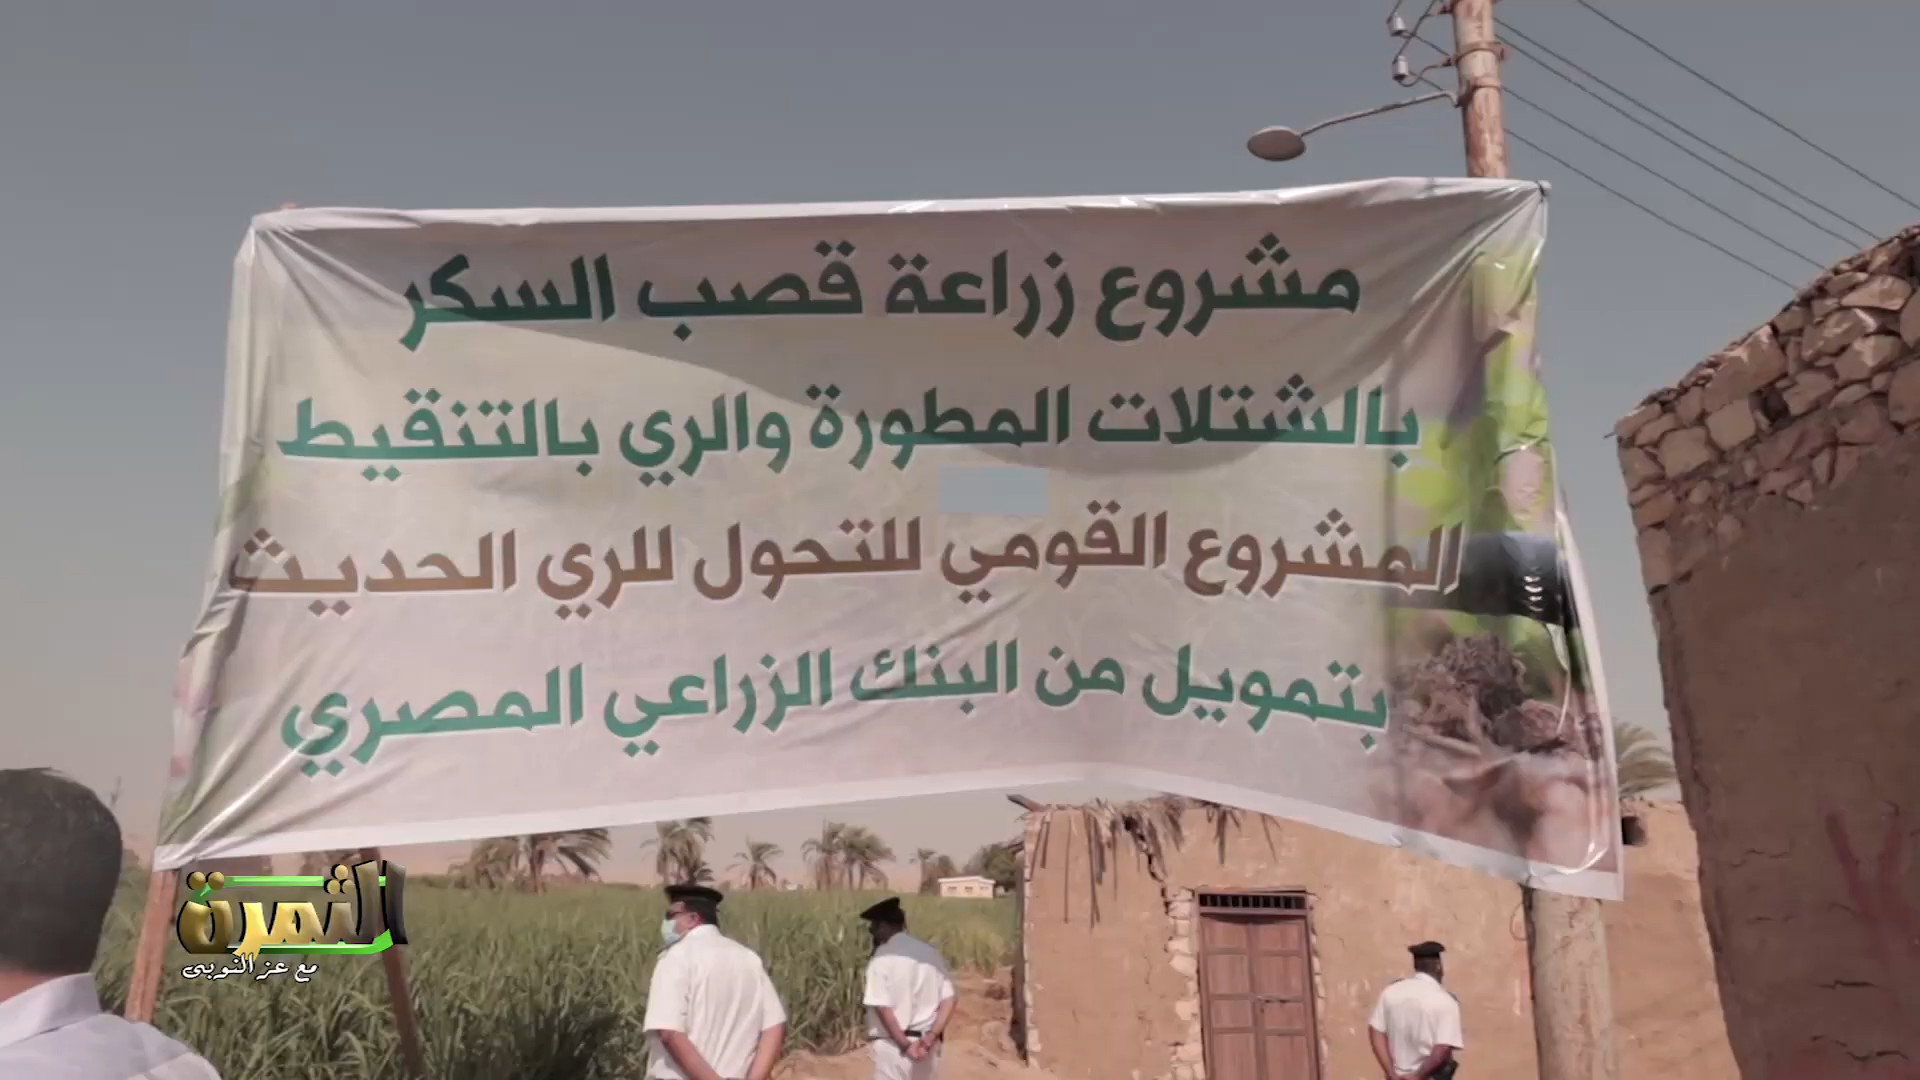 مشروع زراعة قصب السكر
بالشتلات المطورة والري بالتنقيط
المشروع القومي للتحول للري الحديث
بتمويل من البنك الزراعي المصري
الثمرة
مع عز النوبى